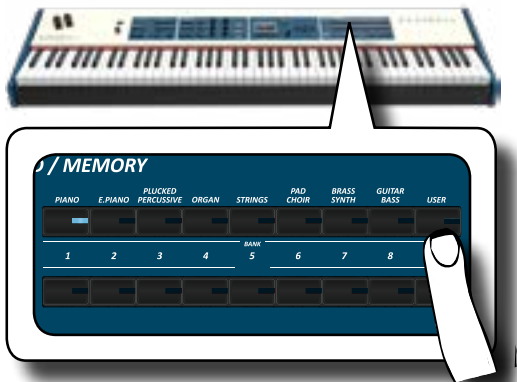 / MEMORY
PIANO E.PIANO PLUCKED PERCUSSIVE ORGAN STRINGS PAD CHOIR BRASS SYNTH GUITAR BASS USER
BANK
1 2 3 4 5 6 7 8